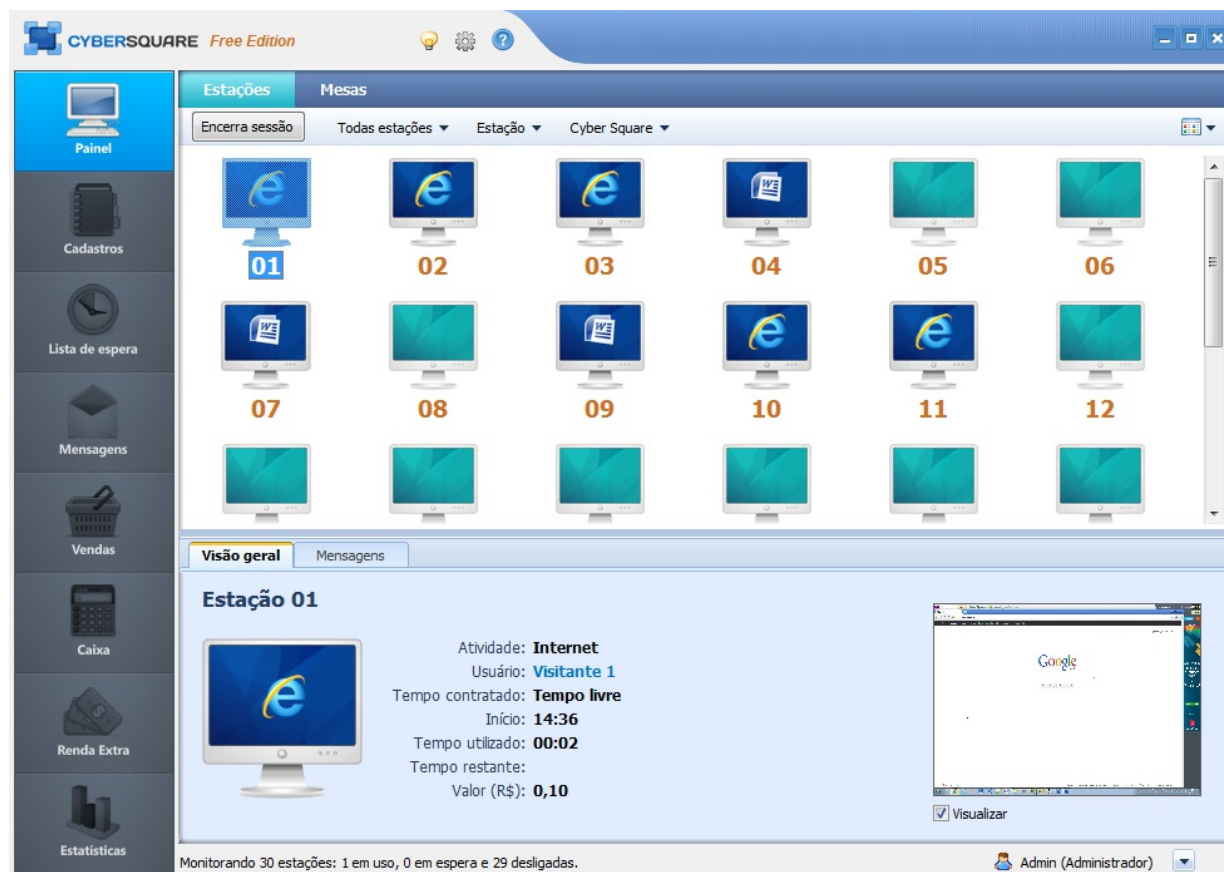 CYBERSQUARE Free Edition
Painel
Cadastros
Lista de espera
Mensagens
Vendas
Caixa
Renda Extra
Estatísticas
Estações Mesas
Encerra sessão Todas estações Estação Cyber Square
01 02 03 04 05 06
07 08 09 10 11 12
Visão geral Mensagens
Estação 01
Atividade: Internet
Usuário: Visitante 1
Tempo contratado: Tempo livre
Início: 14:36
Tempo utilizado: 00:02
Tempo restante:
Valor (R$): 0,10
Google
Visualizar
Monitorando 30 estações: 1 em uso, 0 em espera e 29 desligadas.
Admin (Administrador)